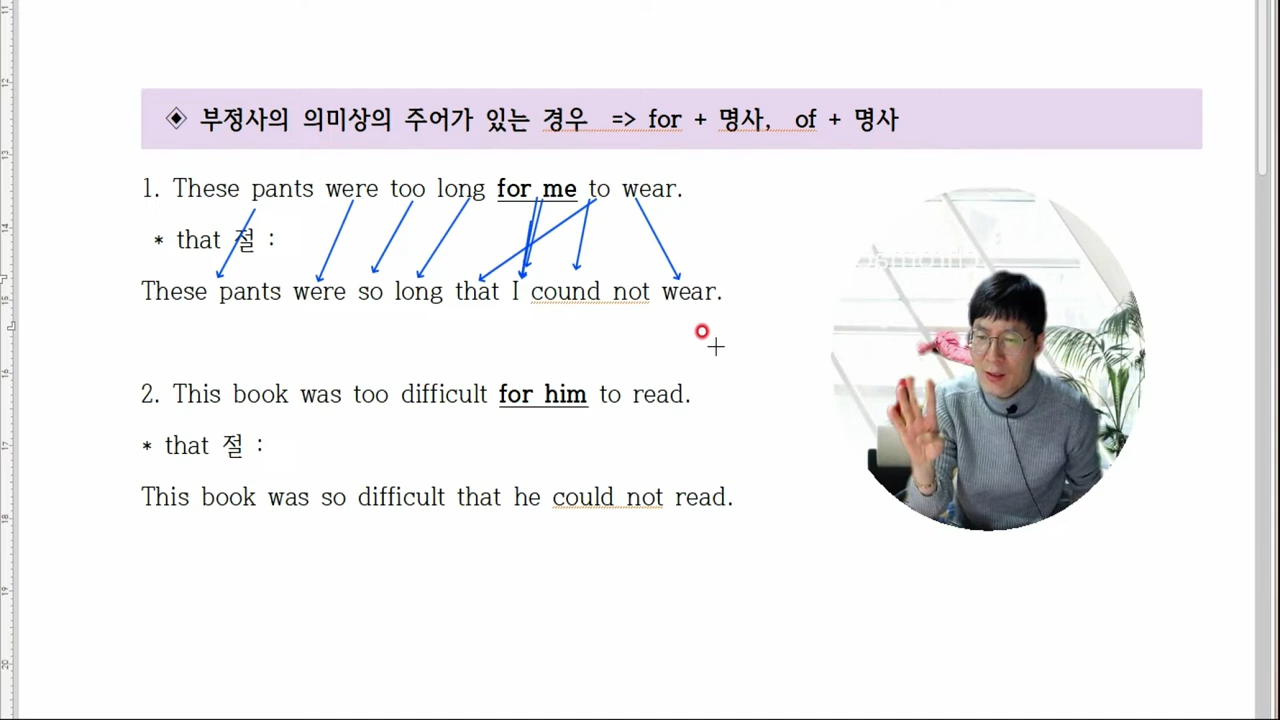 ◈ 부정사의 의미상의 주어가 있는 경우 => for + 명사, of + 명사
1. These pants were too long for me to wear.
* that 절 :
These pants were so long that I cound not wear.
2. This book was too difficult for him to read.
* that 절 :
This book was so difficult that he could not read.